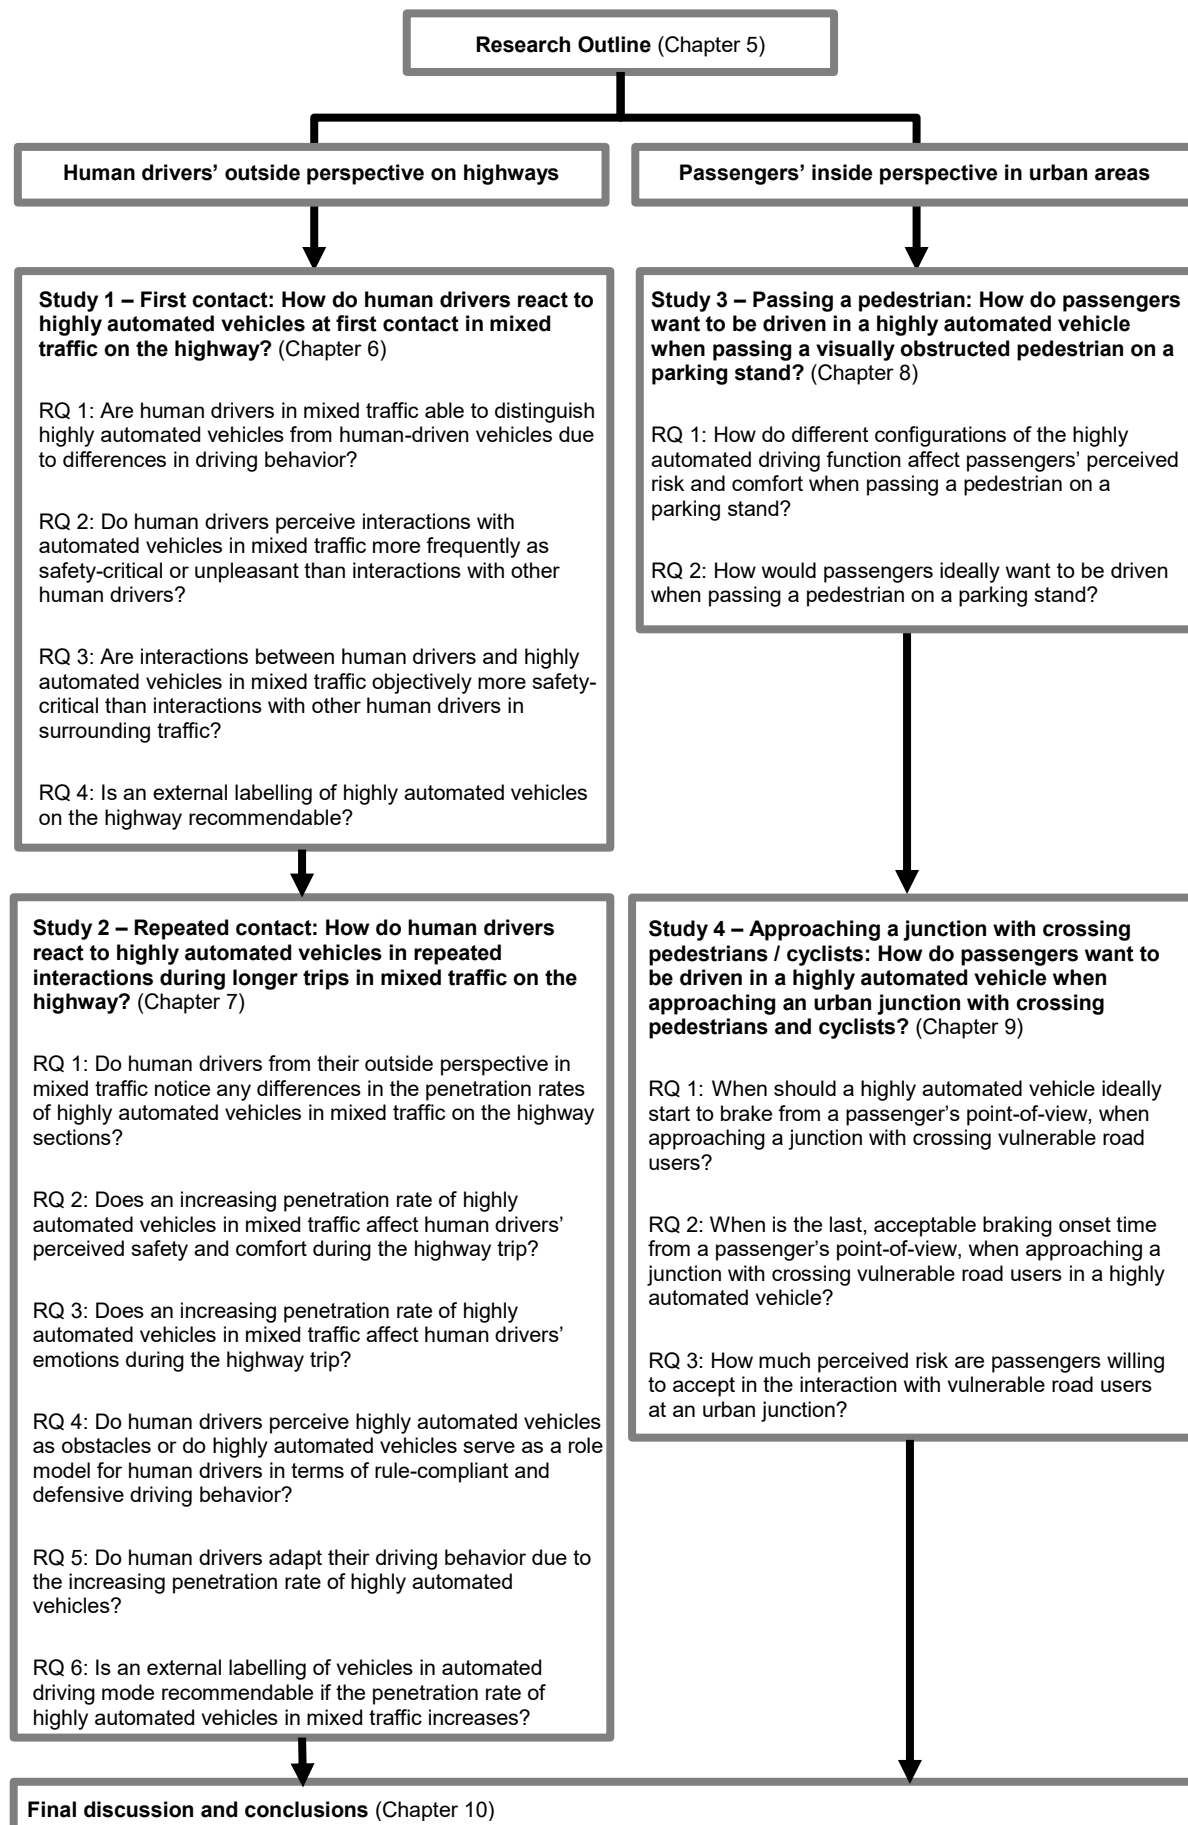 Research Outline (Chapter 5)
Human drivers’ outside perspective on highways
Passengers’ inside perspective in urban areas
Study 1 – First contact: How do human drivers react to
highly automated vehicles at first contact in mixed
traffic on the highway? (Chapter 6)
RQ 1: Are human drivers in mixed traffic able to distinguish
highly automated vehicles from human-driven vehicles due
to differences in driving behavior?
RQ 2: Do human drivers perceive interactions with
automated vehicles in mixed traffic more frequently as
safety-critical or unpleasant than interactions with other
human drivers?
RQ 3: Are interactions between human drivers and highly
automated vehicles in mixed traffic objectively more safety-
critical than interactions with other human drivers in
surrounding traffic?
RQ 4: Is an external labelling of highly automated vehicles
on the highway recommendable?
Study 3 – Passing a pedestrian: How do passengers
want to be driven in a highly automated vehicle
when passing a visually obstructed pedestrian on a
parking stand? (Chapter 8)
RQ 1: How do different configurations of the highly
automated driving function affect passengers’ perceived
risk and comfort when passing a pedestrian on a
parking stand?
RQ 2: How would passengers ideally want to be driven
when passing a pedestrian on a parking stand?
Study 2 – Repeated contact: How do human drivers
react to highly automated vehicles in repeated
interactions during longer trips in mixed traffic on the
highway? (Chapter 7)
RQ 1: Do human drivers from their outside perspective in
mixed traffic notice any differences in the penetration rates
of highly automated vehicles in mixed traffic on the highway
sections?
RQ 2: Does an increasing penetration rate of highly
automated vehicles in mixed traffic affect human drivers’
perceived safety and comfort during the highway trip?
RQ 3: Does an increasing penetration rate of highly
automated vehicles in mixed traffic affect human drivers’
emotions during the highway trip?
RQ 4: Do human drivers perceive highly automated vehicles
as obstacles or do highly automated vehicles serve as a role
model for human drivers in terms of rule-compliant and
defensive driving behavior?
RQ 5: Do human drivers adapt their driving behavior due to
the increasing penetration rate of highly automated
vehicles?
RQ 6: Is an external labelling of vehicles in automated
driving mode recommendable if the penetration rate of
highly automated vehicles in mixed traffic increases?
Study 4 – Approaching a junction with crossing
pedestrians / cyclists: How do passengers want to
be driven in a highly automated vehicle when
approaching an urban junction with crossing
pedestrians and cyclists? (Chapter 9)
RQ 1: When should a highly automated vehicle ideally
start to brake from a passenger’s point-of-view, when
approaching a junction with crossing vulnerable road
users?
RQ 2: When is the last, acceptable braking onset time
from a passenger’s point-of-view, when approaching a
junction with crossing vulnerable road users in a highly
automated vehicle?
RQ 3: How much perceived risk are passengers willing
to accept in the interaction with vulnerable road users
at an urban junction?
Final discussion and conclusions (Chapter 10)